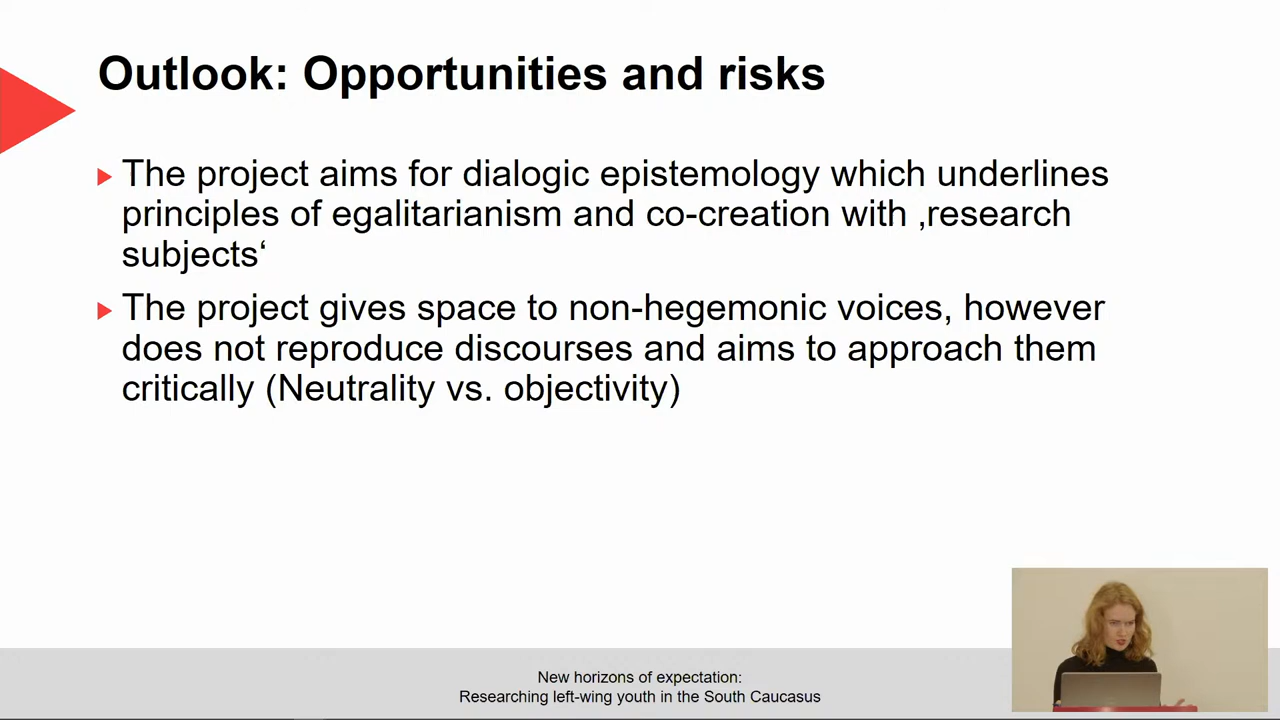 Outlook: Opportunities and risks
The project aims for dialogic epistemology which underlines
principles of egalitarianism and co-creation with ‚research
subjects‘
The project gives space to non-hegemonic voices, however
does not reproduce discourses and aims to approach them
critically (Neutrality vs. objectivity)
New horizons of expectation:
Researching left-wing youth in the South Caucasus